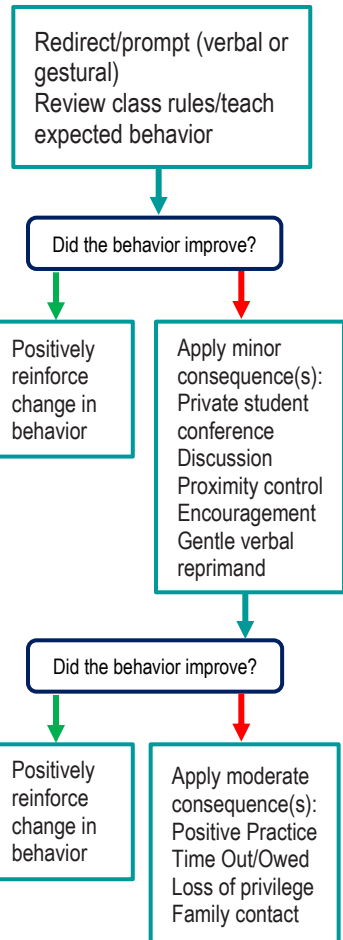 Redirect/prompt (verbal or
gestural)
Review class rules/teach
expected behavior
Did the behavior improve?
Positively
reinforce
change in
behavior
Apply minor
consequence(s):
Private student
conference
Discussion
Proximity control
Encouragement
Gentle verbal
reprimand
Did the behavior improve?
Positively
reinforce
change in
behavior
Apply moderate
consequence(s):
Positive Practice
Time Out/Owed
Loss of privilege
Family contact